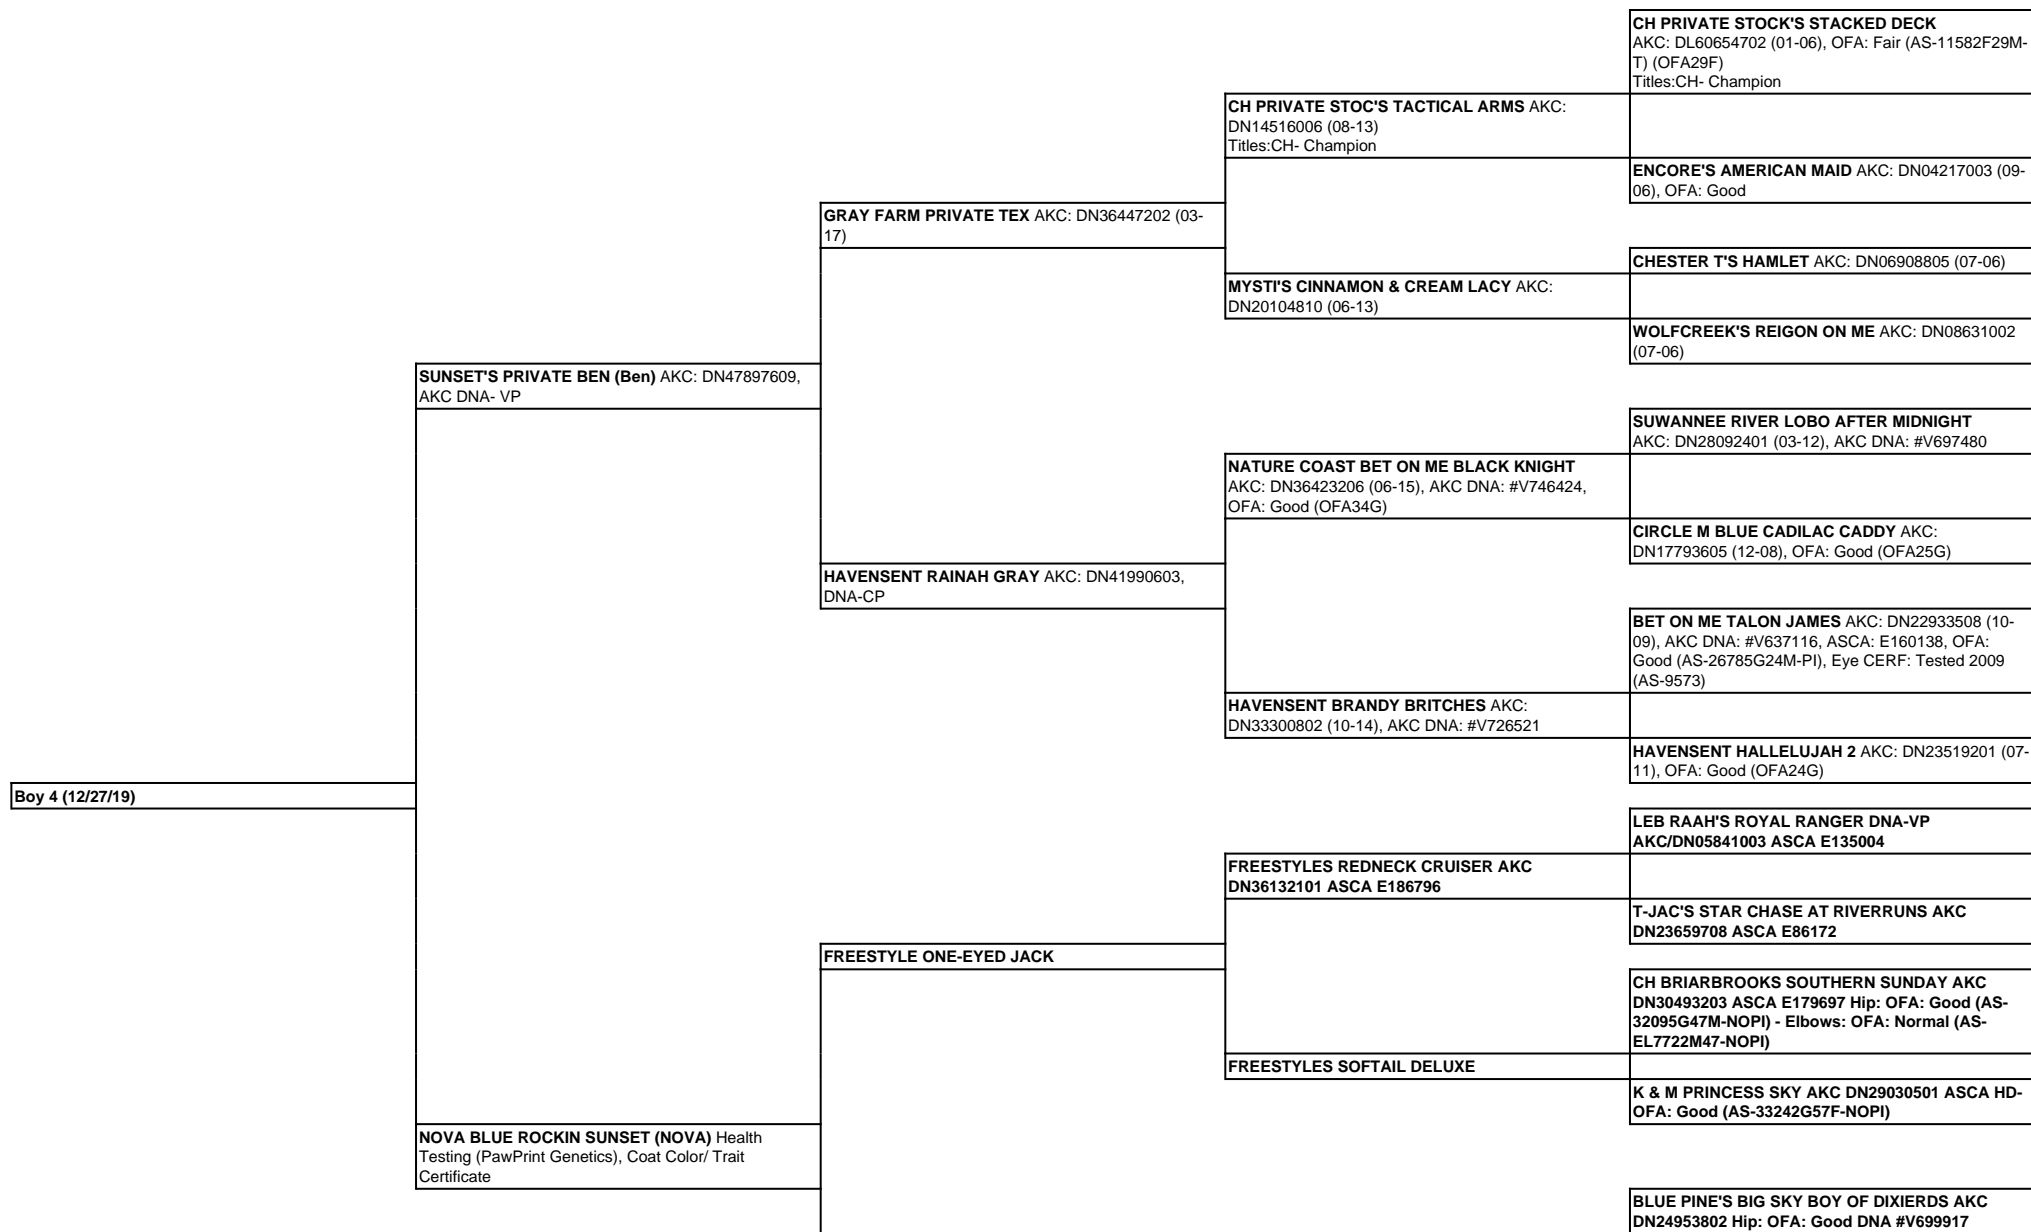 CH PRIVATE STOCK'S STACKED DECK
AKC: DL60654702 (01-06), OFA: Fair (AS-11582F29M-
T) (OFA29F)
Titles:CH- Champion
CH PRIVATE STOC'S TACTICAL ARMS AKC:
DN14516006 (08-13)
Titles:CH- Champion
ENCORE'S AMERICAN MAID AKC: DN04217003 (09-
06), OFA: Good
GRAY FARM PRIVATE TEX AKC: DN36447202 (03-
17)
CHESTER T'S HAMLET AKC: DN06908805 (07-06)
MYSTI'S CINNAMON & CREAM LACY AKC:
DN20104810 (06-13)
WOLFCREEK'S REIGON ON ME AKC: DN08631002
(07-06)
SUNSET'S PRIVATE BEN (Ben) AKC: DN47897609,
AKC DNA- VP
SUWANNEE RIVER LOBO AFTER MIDNIGHT
AKC: DN28092401 (03-12), AKC DNA: #V697480
NATURE COAST BET ON ME BLACK KNIGHT
AKC: DN36423206 (06-15), AKC DNA: #V746424,
OFA: Good (OFA34G)
CIRCLE M BLUE CADILAC CADDY AKC:
DN17793605 (12-08), OFA: Good (OFA25G)
HAVENSENT RAINAH GRAY AKC: DN41990603,
DNA-CP
BET ON ME TALON JAMES AKC: DN22933508 (10-
09), AKC DNA: #V637116, ASCA: E160138, OFA:
Good (AS-26785G24M-PI), Eye CERF: Tested 2009
(AS-9573)
HAVENSENT BRANDY BRITCHES AKC:
DN33300802 (10-14), AKC DNA: #V726521
HAVENSENT HALLELUJAH 2 AKC: DN23519201 (07-
11), OFA: Good (OFA24G)
Boy 4 (12/27/19)
LEB RAAH'S ROYAL RANGER DNA-VP
AKC/DN05841003 ASCA E135004
FREESTYLES REDNECK CRUISER AKC
DN36132101 ASCA E186796
T-JAC'S STAR CHASE AT RIVERRUNS AKC
DN23659708 ASCA E86172
FREESTYLE ONE-EYED JACK
CH BRIARBROOKS SOUTHERN SUNDAY AKC
DN30493203 ASCA E179697 Hip: OFA: Good (AS-
32095G47M-NOPI) - Elbows: OFA: Normal (AS-
EL7722M47-NOPI)
FREESTYLES SOFTAIL DELUXE
K & M PRINCESS SKY AKC DN29030501 ASCA HD-
OFA: Good (AS-33242G57F-NOPI)
NOVA BLUE ROCKIN SUNSET (NOVA) Health
Testing (PawPrint Genetics), Coat Color/ Trait
Certificate
BLUE PINE'S BIG SKY BOY OF DIXIERDS AKC
DN24953802 Hip: OFA: Good DNA #V699917